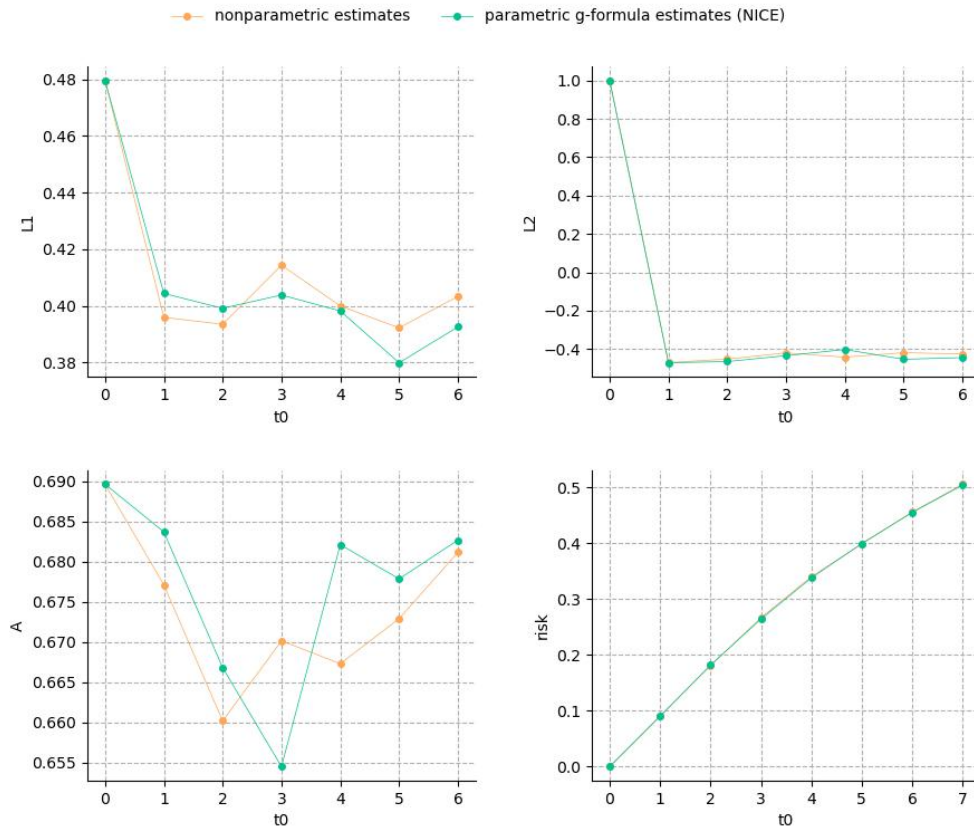 nonparametric estimates parametric g-formula estimates (NICE)
0.48
0.46
0.44
0.42
0.40
0.38
L1
0 1 2 3 4 5 6
t0
1.0
0.8
0.6
0.4
0.2
0.0
−0.2
−0.4
L2
0 1 2 3 4 5 6
t0
0.690
0.685
0.680
0.675
0.670
0.665
0.660
0.655
A
0 1 2 3 4 5 6
t0
0.5
0.4
0.3
0.2
0.1
0.0
risk
0 1 2 3 4 5 6 7
t0